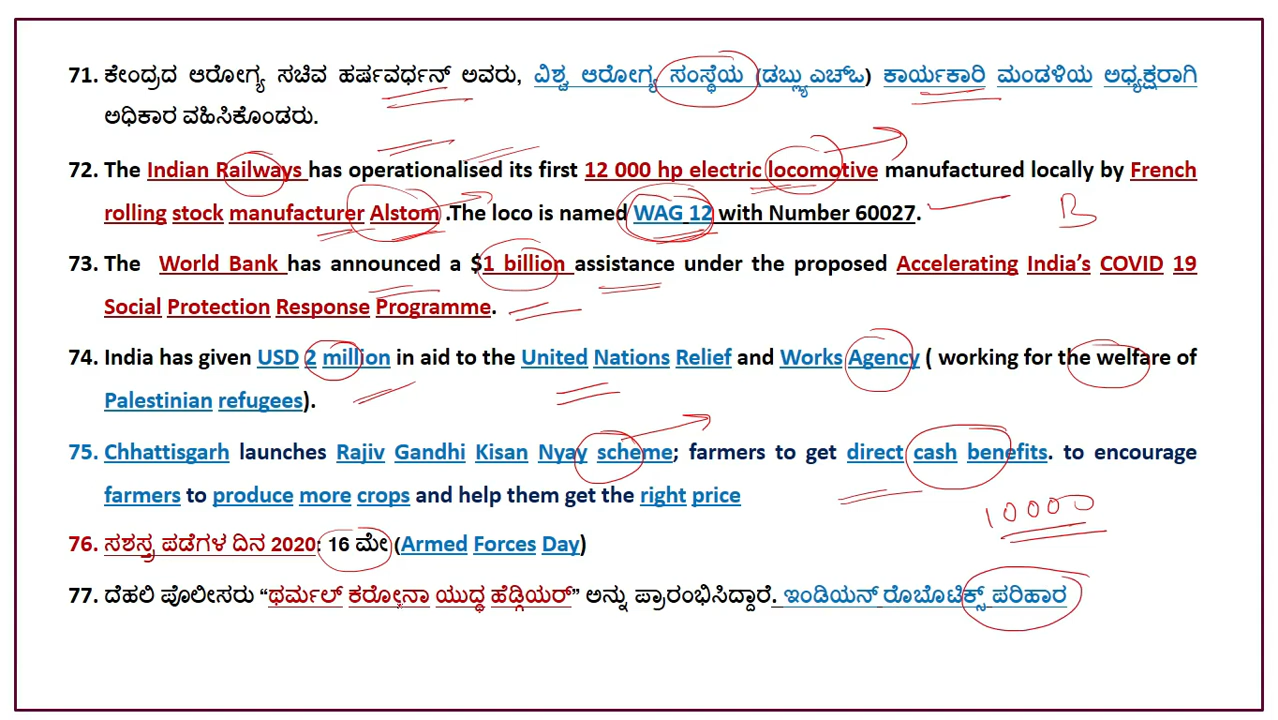 71. ಕೇಂದ್ರದ ಆರೋಗ್ಯ ಸಚಿವ ಹರ್ಷವರ್ಧನ್ ಅವರು, ವಿಶ್ವ ಆರೋಗ್ಯ ಸಂಸ್ಥೆಯ (ಡಬ್ಲ್ಯುಎಚ್ಒ) ಕಾರ್ಯಕಾರಿ ಮಂಡಳಿಯ ಅಧ್ಯಕ್ಷರಾಗಿ
ಅಧಿಕಾರ ವಹಿಸಿಕೊಂಡರು.
72. The Indian Railways has operationalised its first 12 000 hp electric locomotive manufactured locally by French
rolling stock manufacturer Alstom .The loco is named WAG 12 with Number 60027.
B
73. The World Bank has announced a $1 billion assistance under the proposed Accelerating India's COVID 19
Social Protection Response Programme.
74. India has given USD 2 million in aid to the United Nations Relief and Works Agency ( working for the welfare of
Palestinian refugees).
75. Chhattisgarh launches Rajiv Gandhi Kisan Nyay scheme; farmers to get direct cash benefits. to encourage
farmers to produce more crops and help them get the right price
10000
76. ಸಶಸ್ತ್ರ ಪಡೆಗಳ ದಿನ 2020: 16 ಮೇ (Armed Forces Day)
77. ದೆಹಲಿ ಪೊಲೀಸರು “ಥರ್ಮಲ್ ಕರೋನಾ ಯುದ್ಧ ಹೆಡ್ಗಿಯರ್” ಅನ್ನು ಪ್ರಾರಂಭಿಸಿದ್ದಾರೆ. ಇಂಡಿಯನ್ ರೊಬೊಟಿಕ್ಸ್ ಪರಿಹಾರ